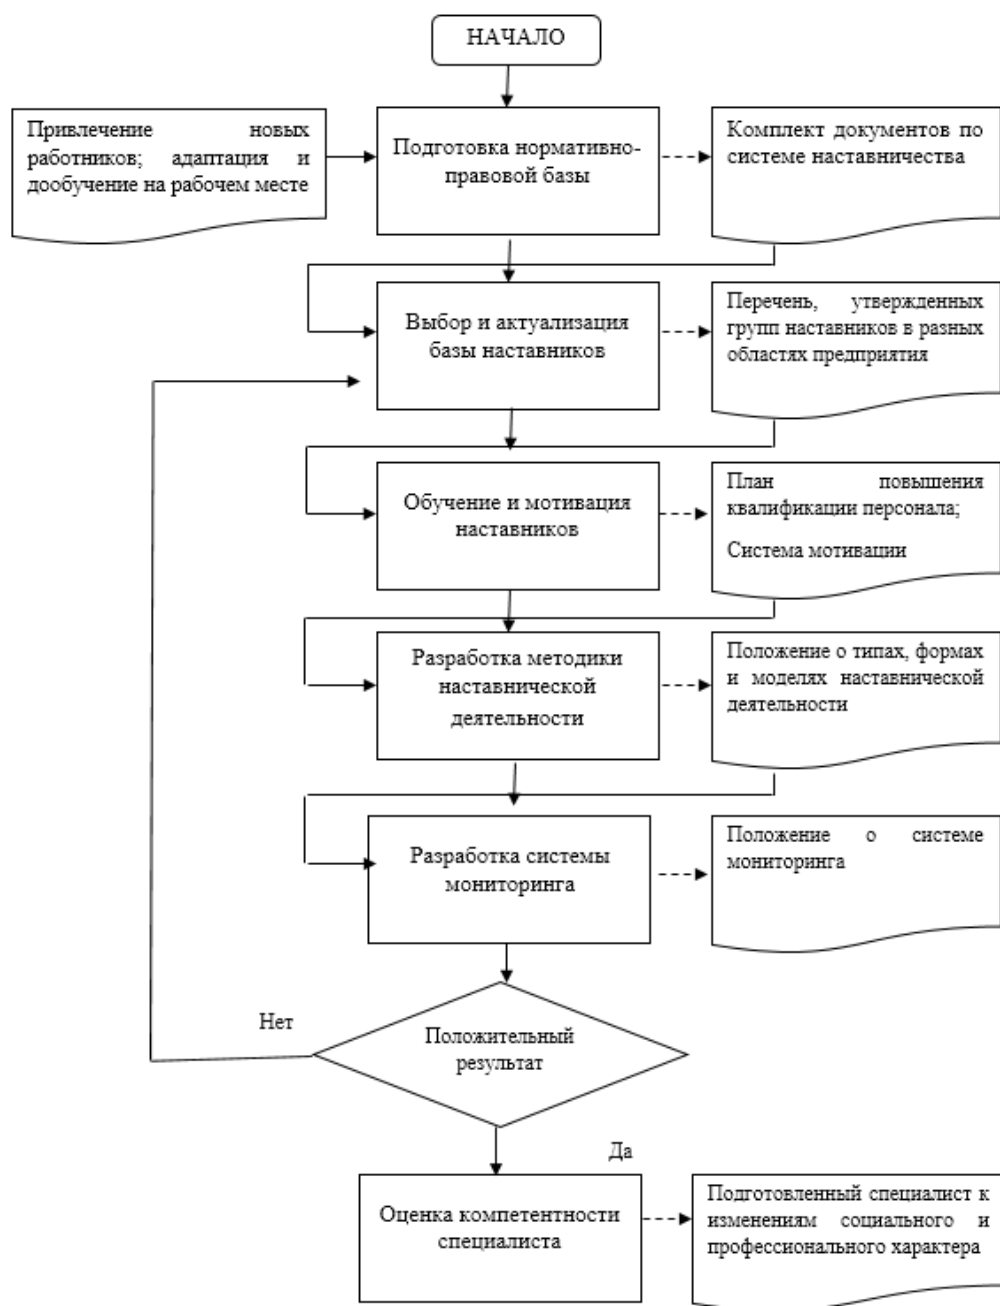 НАЧАЛО
Привлечение новых
работников; адаптация и
дообучение на рабочем месте
Подготовка нормативно-
правовой базы
Комплект документов по
системе наставничества
Выбор и актуализация
базы наставников
Перечень, утвержденных
групп наставников в разных
областях предприятия
Обучение и мотивация
наставников
План повышения
квалификации персонала;
Система мотивации
Разработка методики
наставнической
деятельности
Положение о типах, формах
и моделях наставнической
деятельности
Разработка системы
мониторинга
Положение о системе
мониторинга
Нет
Положительный
результат
Да
Оценка компетентности
специалиста
Подготовленный специалист к
изменениям социального и
профессионального характера